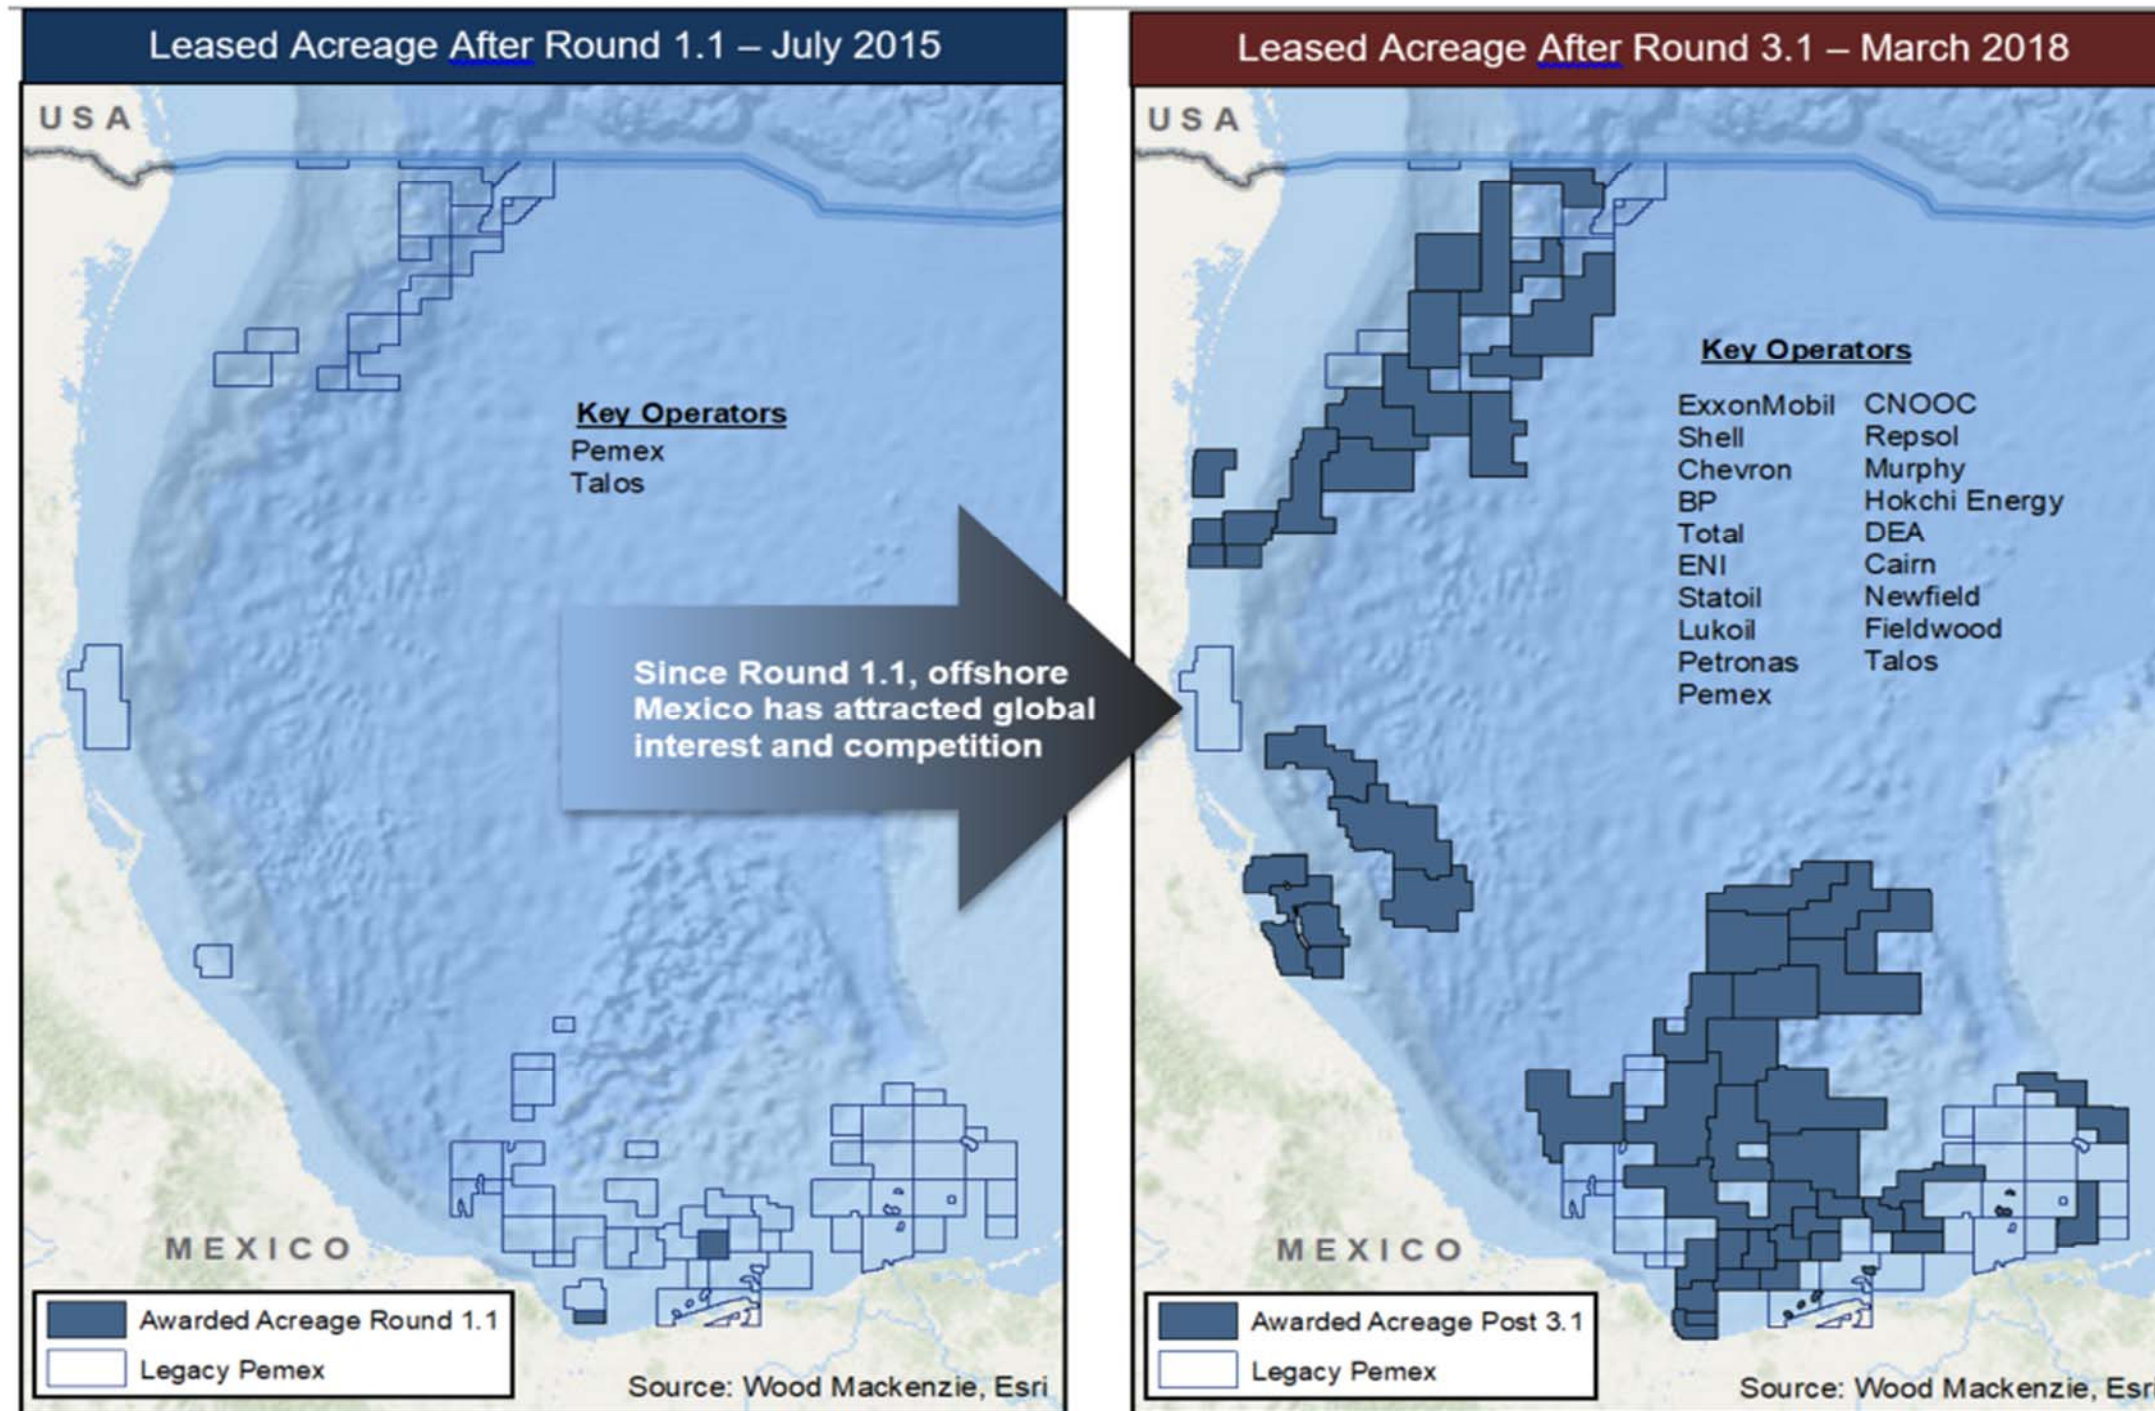 Leased Acreage After Round 1.1 – July 2015
USA
Key Operators
Pemex
Talos
Since Round 1.1, offshore
Mexico has attracted global
interest and competition
MEXICO
Awarded Acreage Round 1.1
Legacy Pemex
Source: Wood Mackenzie, Esri
Leased Acreage After Round 3.1 – March 2018
USA
Key Operators
ExxonMobil CNOOC
Shell Repsol
Chevron Murphy
BP Hokchi Energy
Total DEA
ENI Cairn
Statoil Newfield
Lukoil Fieldwood
Petronas Talos
Pemex
MEXICO
Awarded Acreage Post 3.1
Legacy Pemex
Source: Wood Mackenzie, Esri